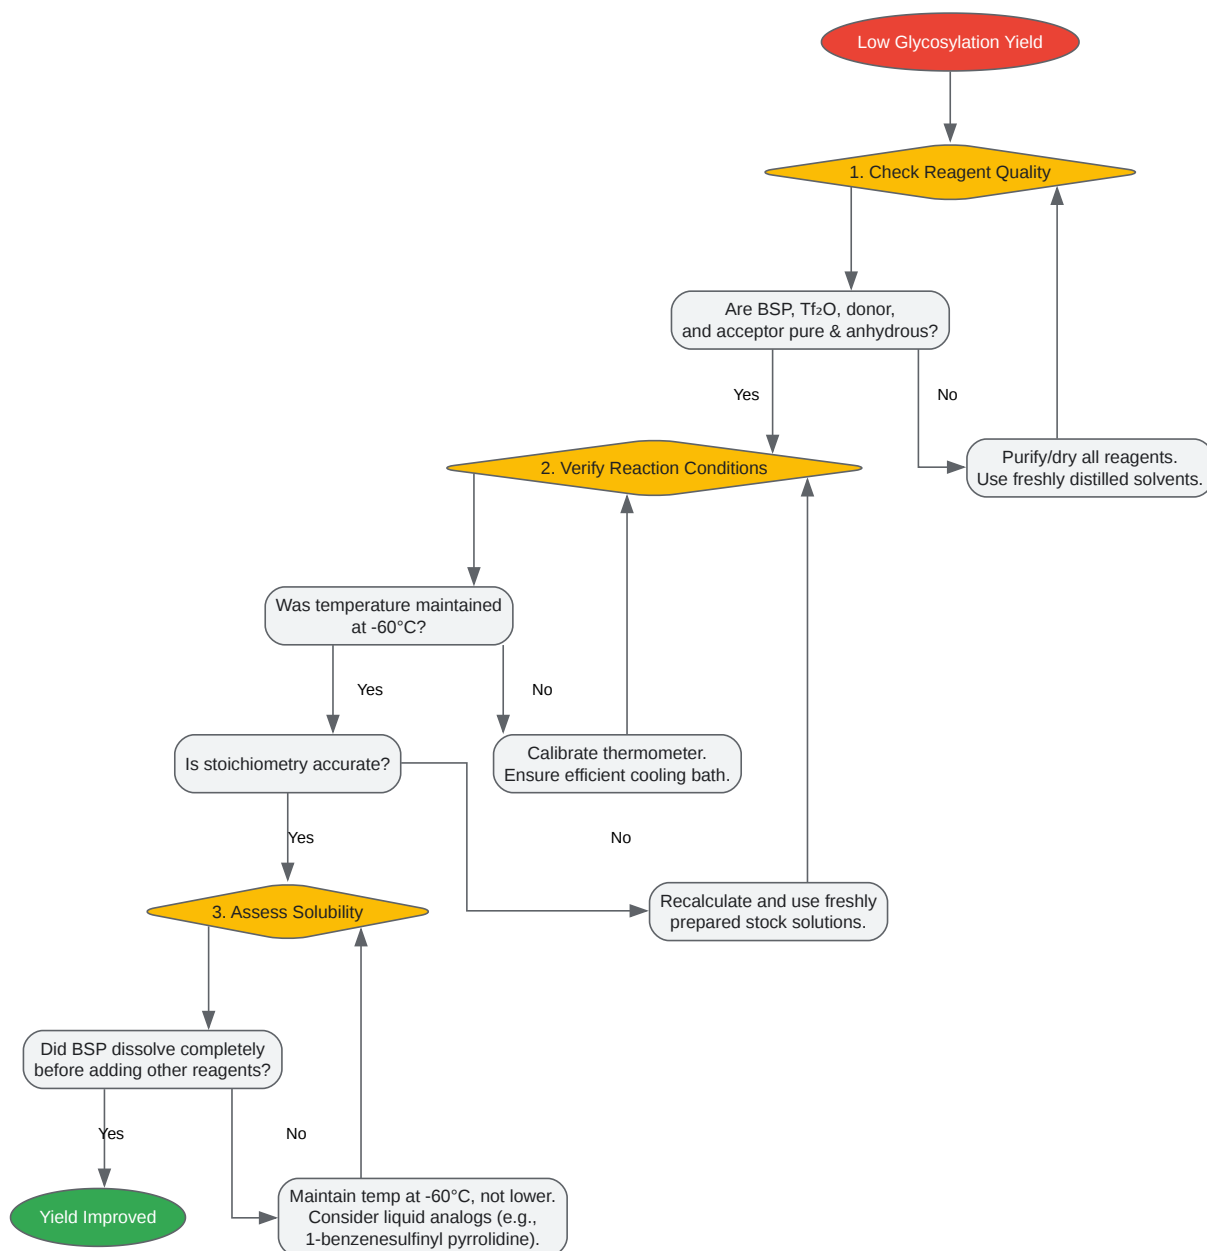 Low Glycosylation Yield
1. Check Reagent Quality
Are BSP, Tf₂O, donor,
and acceptor pure & anhydrous?
Yes
No
Purify/dry all reagents.
Use freshly distilled solvents.
2. Verify Reaction Conditions
Was temperature maintained
at -60°C?
Yes
No
Is stoichiometry accurate?
Calibrate thermometer.
Ensure efficient cooling bath.
Yes
No
Recalculate and use freshly
prepared stock solutions.
3. Assess Solubility
Did BSP dissolve completely
before adding other reagents?
Yes
No
Yield Improved
Maintain temp at -60°C, not lower.
Consider liquid analogs (e.g.,
1-benzenesulfinyl pyrrolidine).